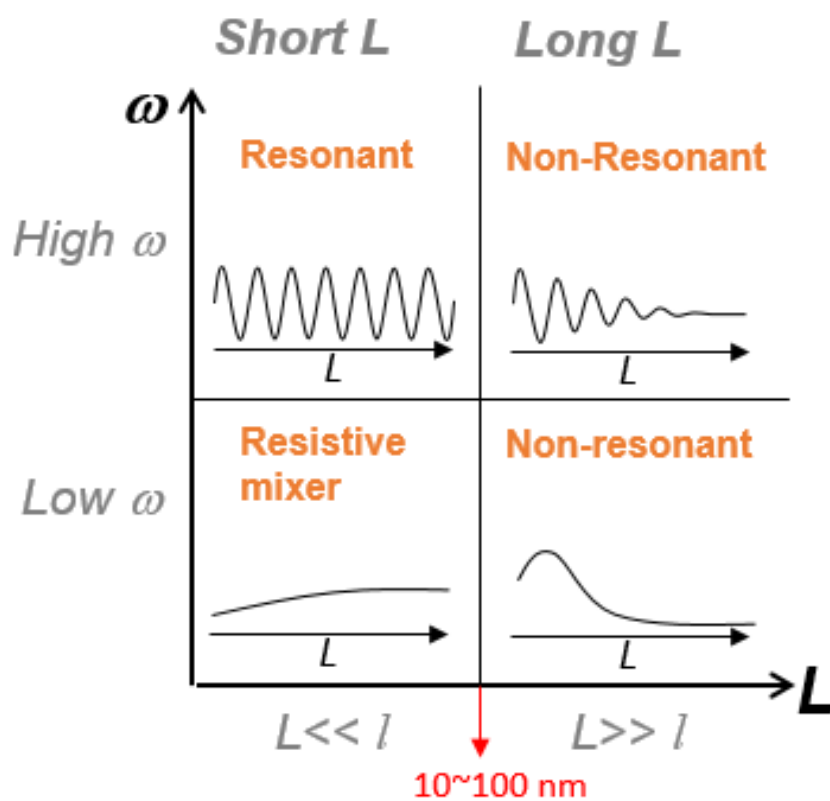 Short L Long L
ω
Resonant Non-Resonant
High ω
L L
Resistive
mixer
Non-resonant
Low ω
L L
L
L<< l L>> l
10~100 nm